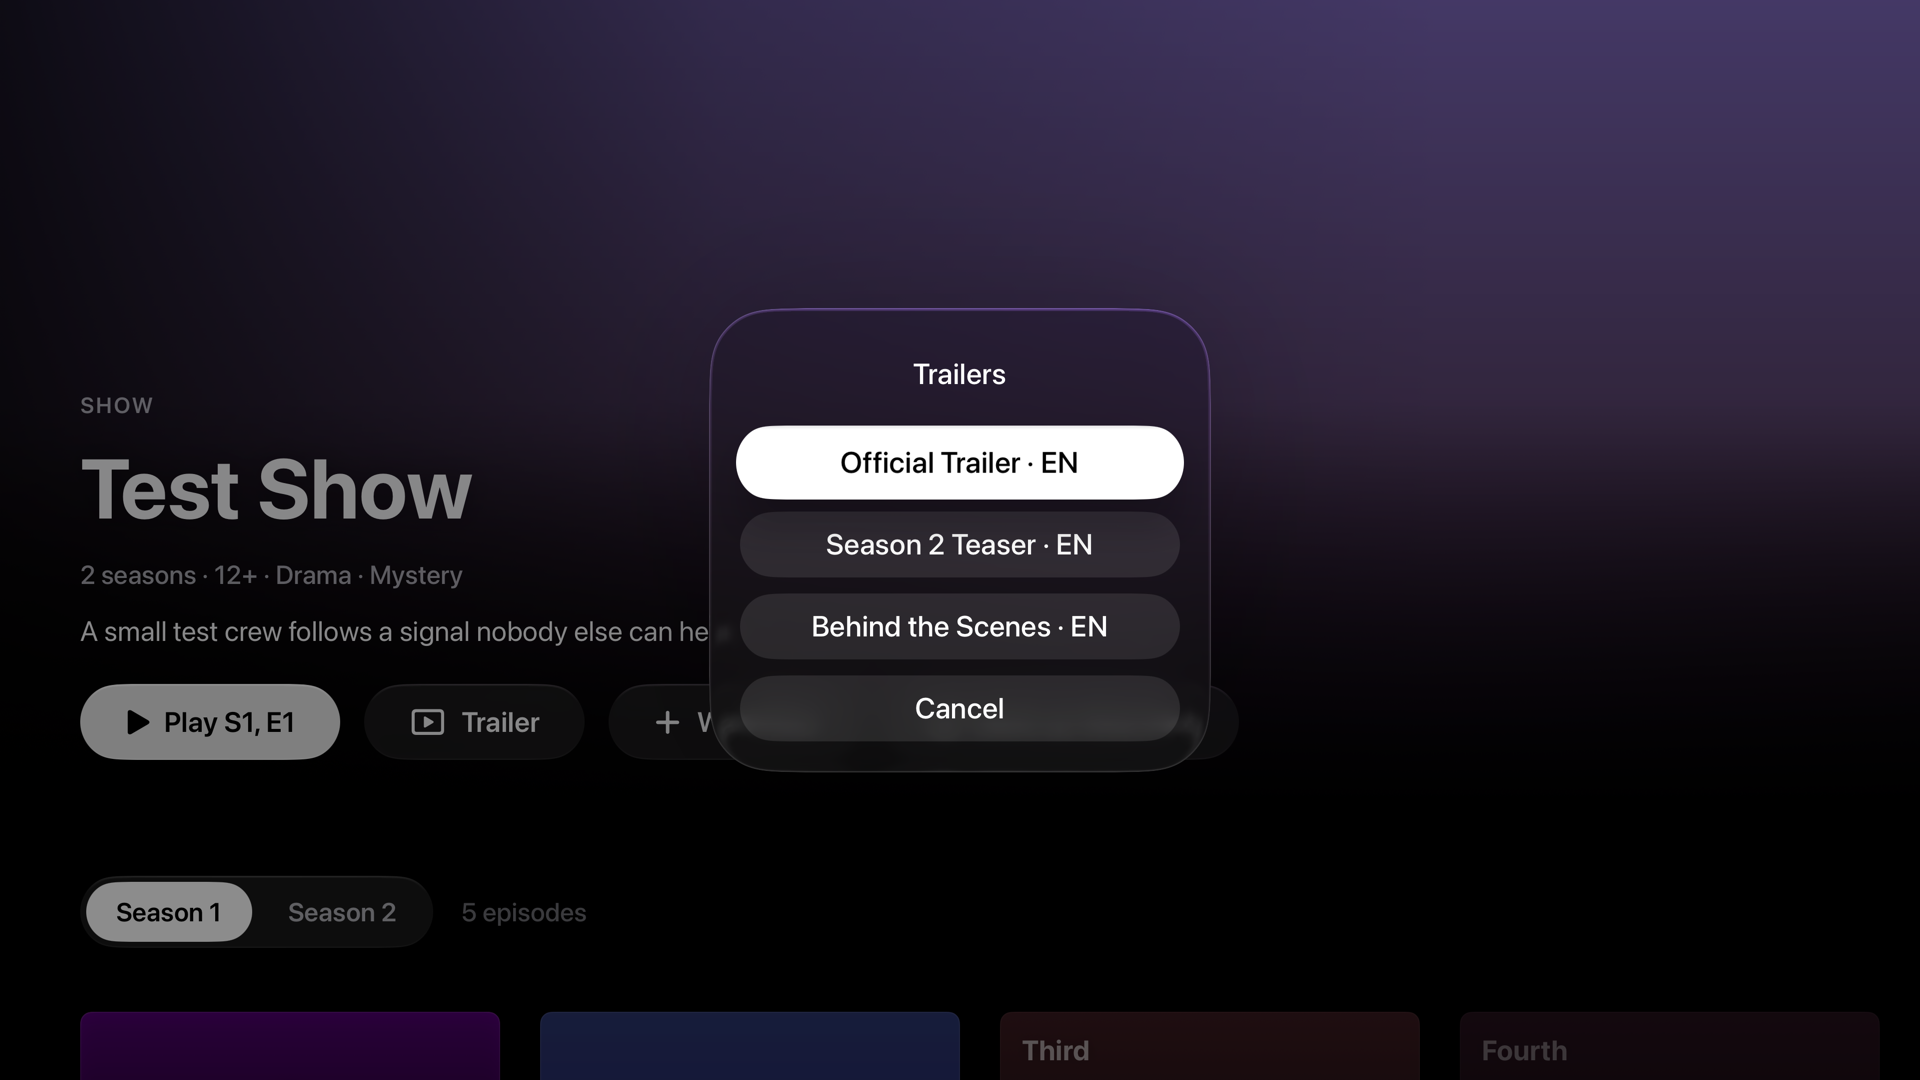 SHOW
Test Show
2 seasons · 12+ · Drama · Mystery
A small test crew follows a signal nobody else can
Play S1, E1
Trailer
Trailers
Official Trailer · EN
Season 2 Teaser · EN
Behind the Scenes · EN
Cancel
Season 1
Season 2
5 episodes
Third
Fourth